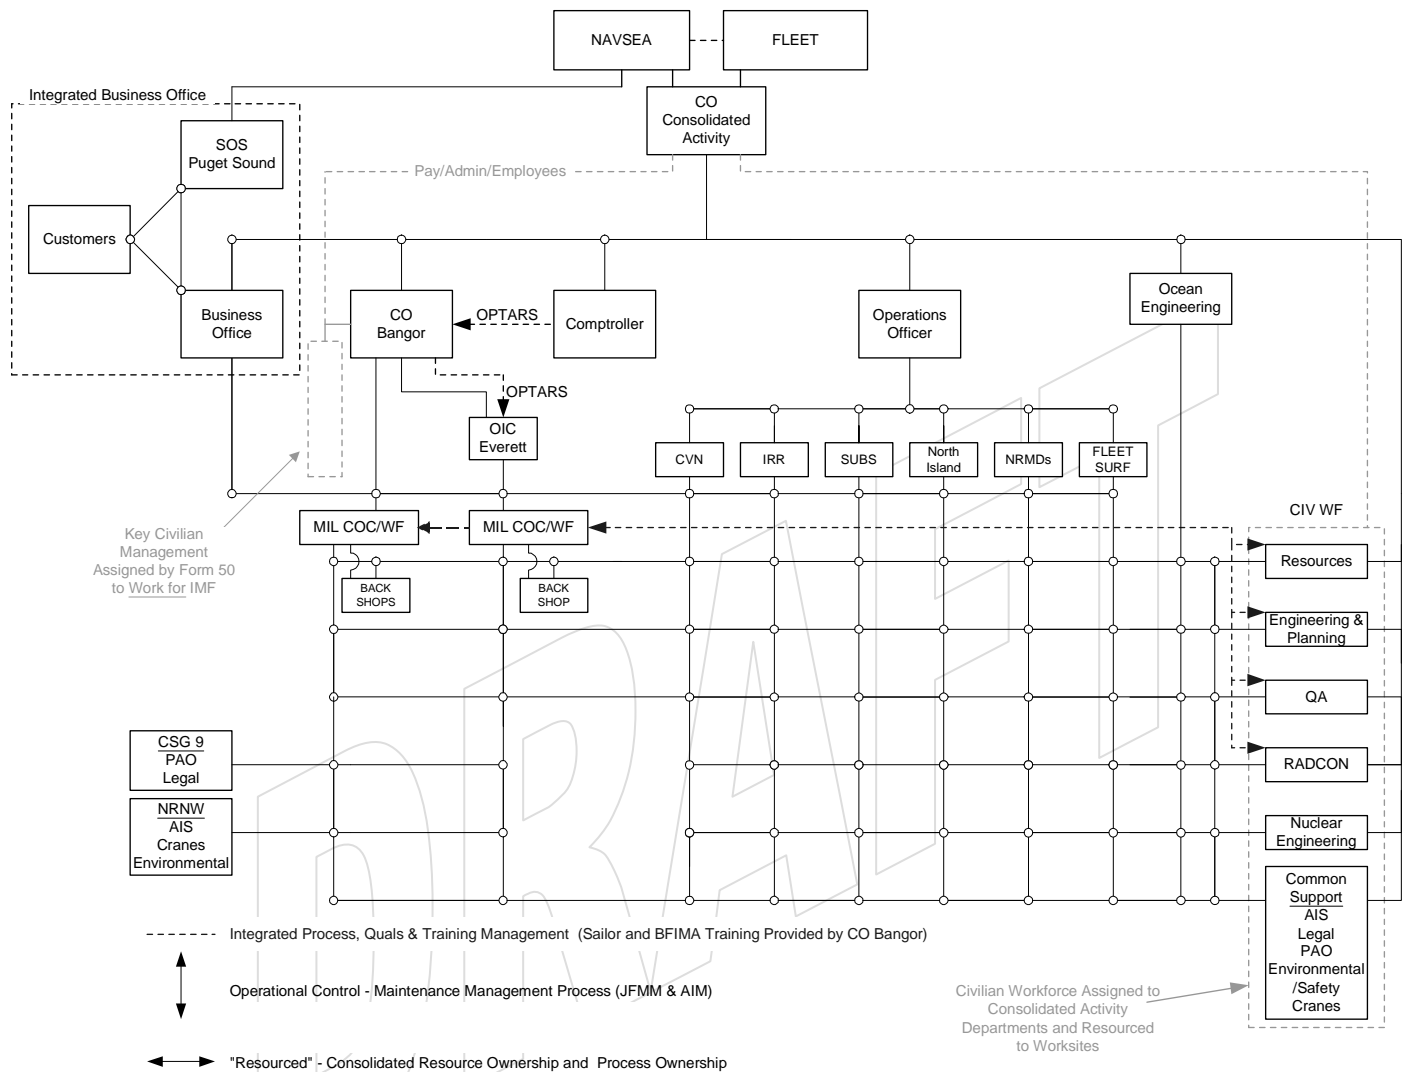 NAVSEA
FLEET
Integrated Business Office
CO
Consolidated
Activity
SOS
Puget Sound
Pay/Admin/Employees
Customers
Business
Office
CO
Bangor
OPTARS
Comptroller
Operations
Officer
Ocean
Engineering
OPTARS
OIC
Everett
CVN
IRR
SUBS
North
Island
NRMDs
FLEET
SURF
CIV WF
MIL COC/WF
MIL COC/WF
Key Civilian
Management
Assigned by Form 50
to Work for IMF
BACK
SHOPS
BACK
SHOP
Resources
Engineering &
Planning
QA
CSG 9
PAO
Legal
RADCON
NRNW
AIS
Cranes
Environmental
Nuclear
Engineering
Common
Support
AIS
Legal
PAO
Environmental
/Safety
Cranes
DRAFT
Integrated Process, Quals & Training Management (Sailor and BFIMA Training Provided by CO Bangor)
Operational Control - Maintenance Management Process (JFMM & AIM)
Civilian Workforce Assigned to
Consolidated Activity
Departments and Resourced
to Worksites
"Resourced" - Consolidated Resource Ownership and Process Ownership